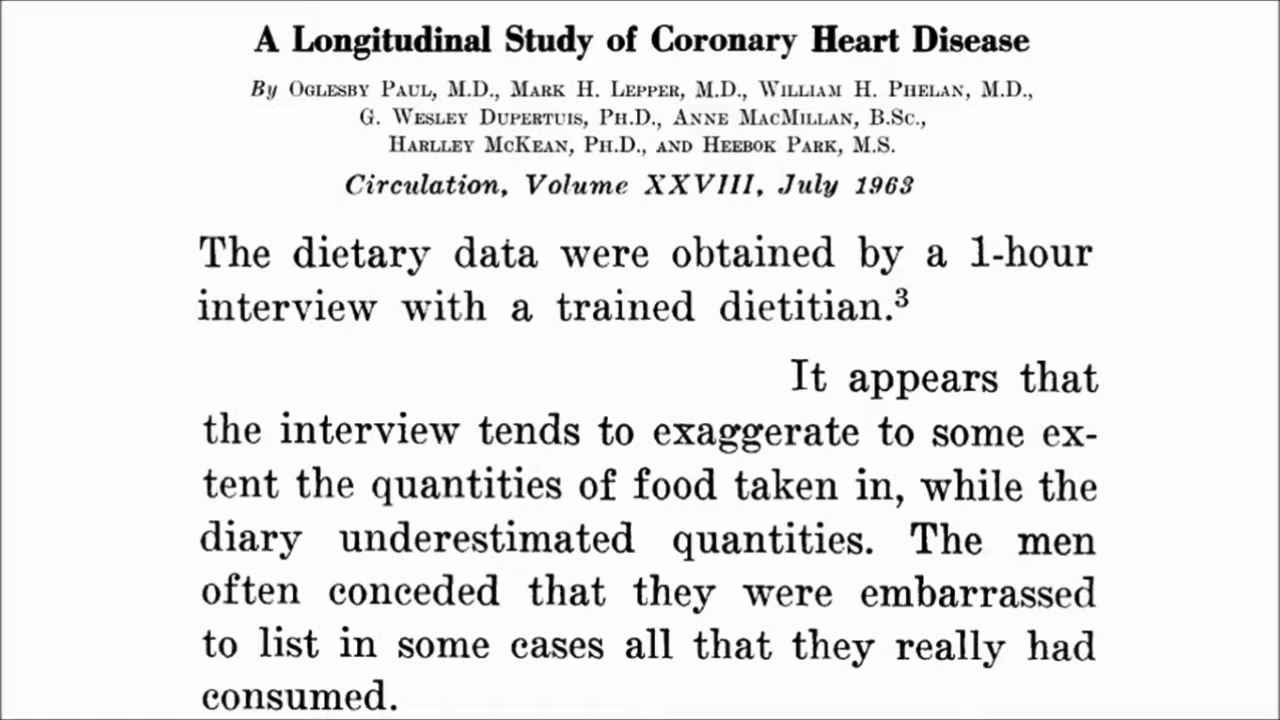 A Longitudinal Study of Coronary Heart Disease
By Oglesby Paul, M.D., Mark H. Lepper, M.D., William H. Phelan, M.D.,
G. Wesley Dupertuis, Ph.D., Anne MacMillan, B.Sc.,
Harlley McKean, Ph.D., and Heebok Park, M.S.
Circulation, Volume XXVIII, July 1963
The dietary data were obtained by a 1-hour
interview with a trained dietitian.³
It appears that
the interview tends to exaggerate to some ex-
tent the quantities of food taken in, while the
diary underestimated quantities. The men
often conceded that they were embarrassed
to list in some cases all that they really had
consumed.